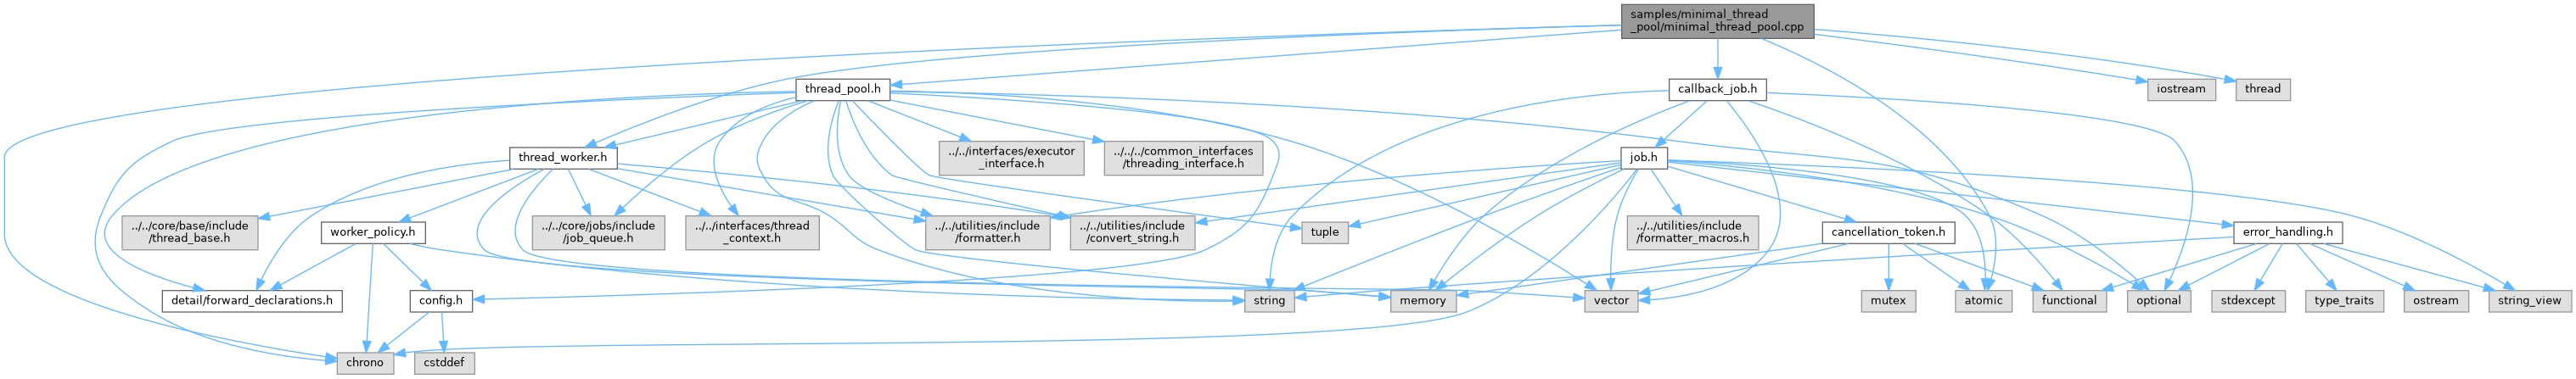 samples/minimal_thread
_pool/minimal_thread_pool.cpp
thread_pool.h
callback_job.h
iostream
thread
thread_worker.h
../../interfaces/executor
_interface.h
../../../common_interfaces
/threading_interface.h
job.h
../../core/base/include
/thread_base.h
worker_policy.h
../../core/jobs/include
/job_queue.h
../../interfaces/thread
_context.h
../../utilities/include
/formatter.h
../../utilities/include
/convert_string.h
tuple
../../utilities/include
/formatter_macros.h
cancellation_token.h
error_handling.h
detail/forward_declarations.h
config.h
string
memory
vector
mutex
atomic
functional
optional
stdexcept
type_traits
ostream
string_view
chrono
cstddef